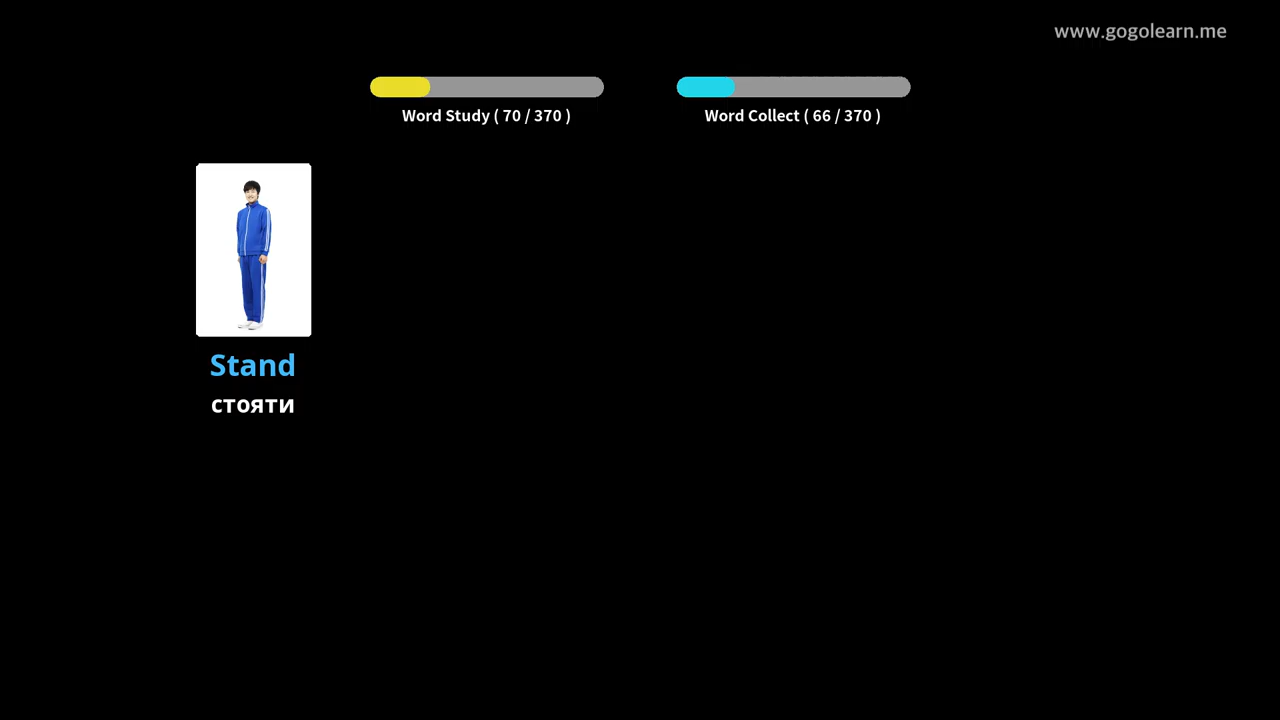 www.gogolearn.me
Word Study ( 70 / 370 )
Word Collect ( 66 / 370 )
Stand
стояти